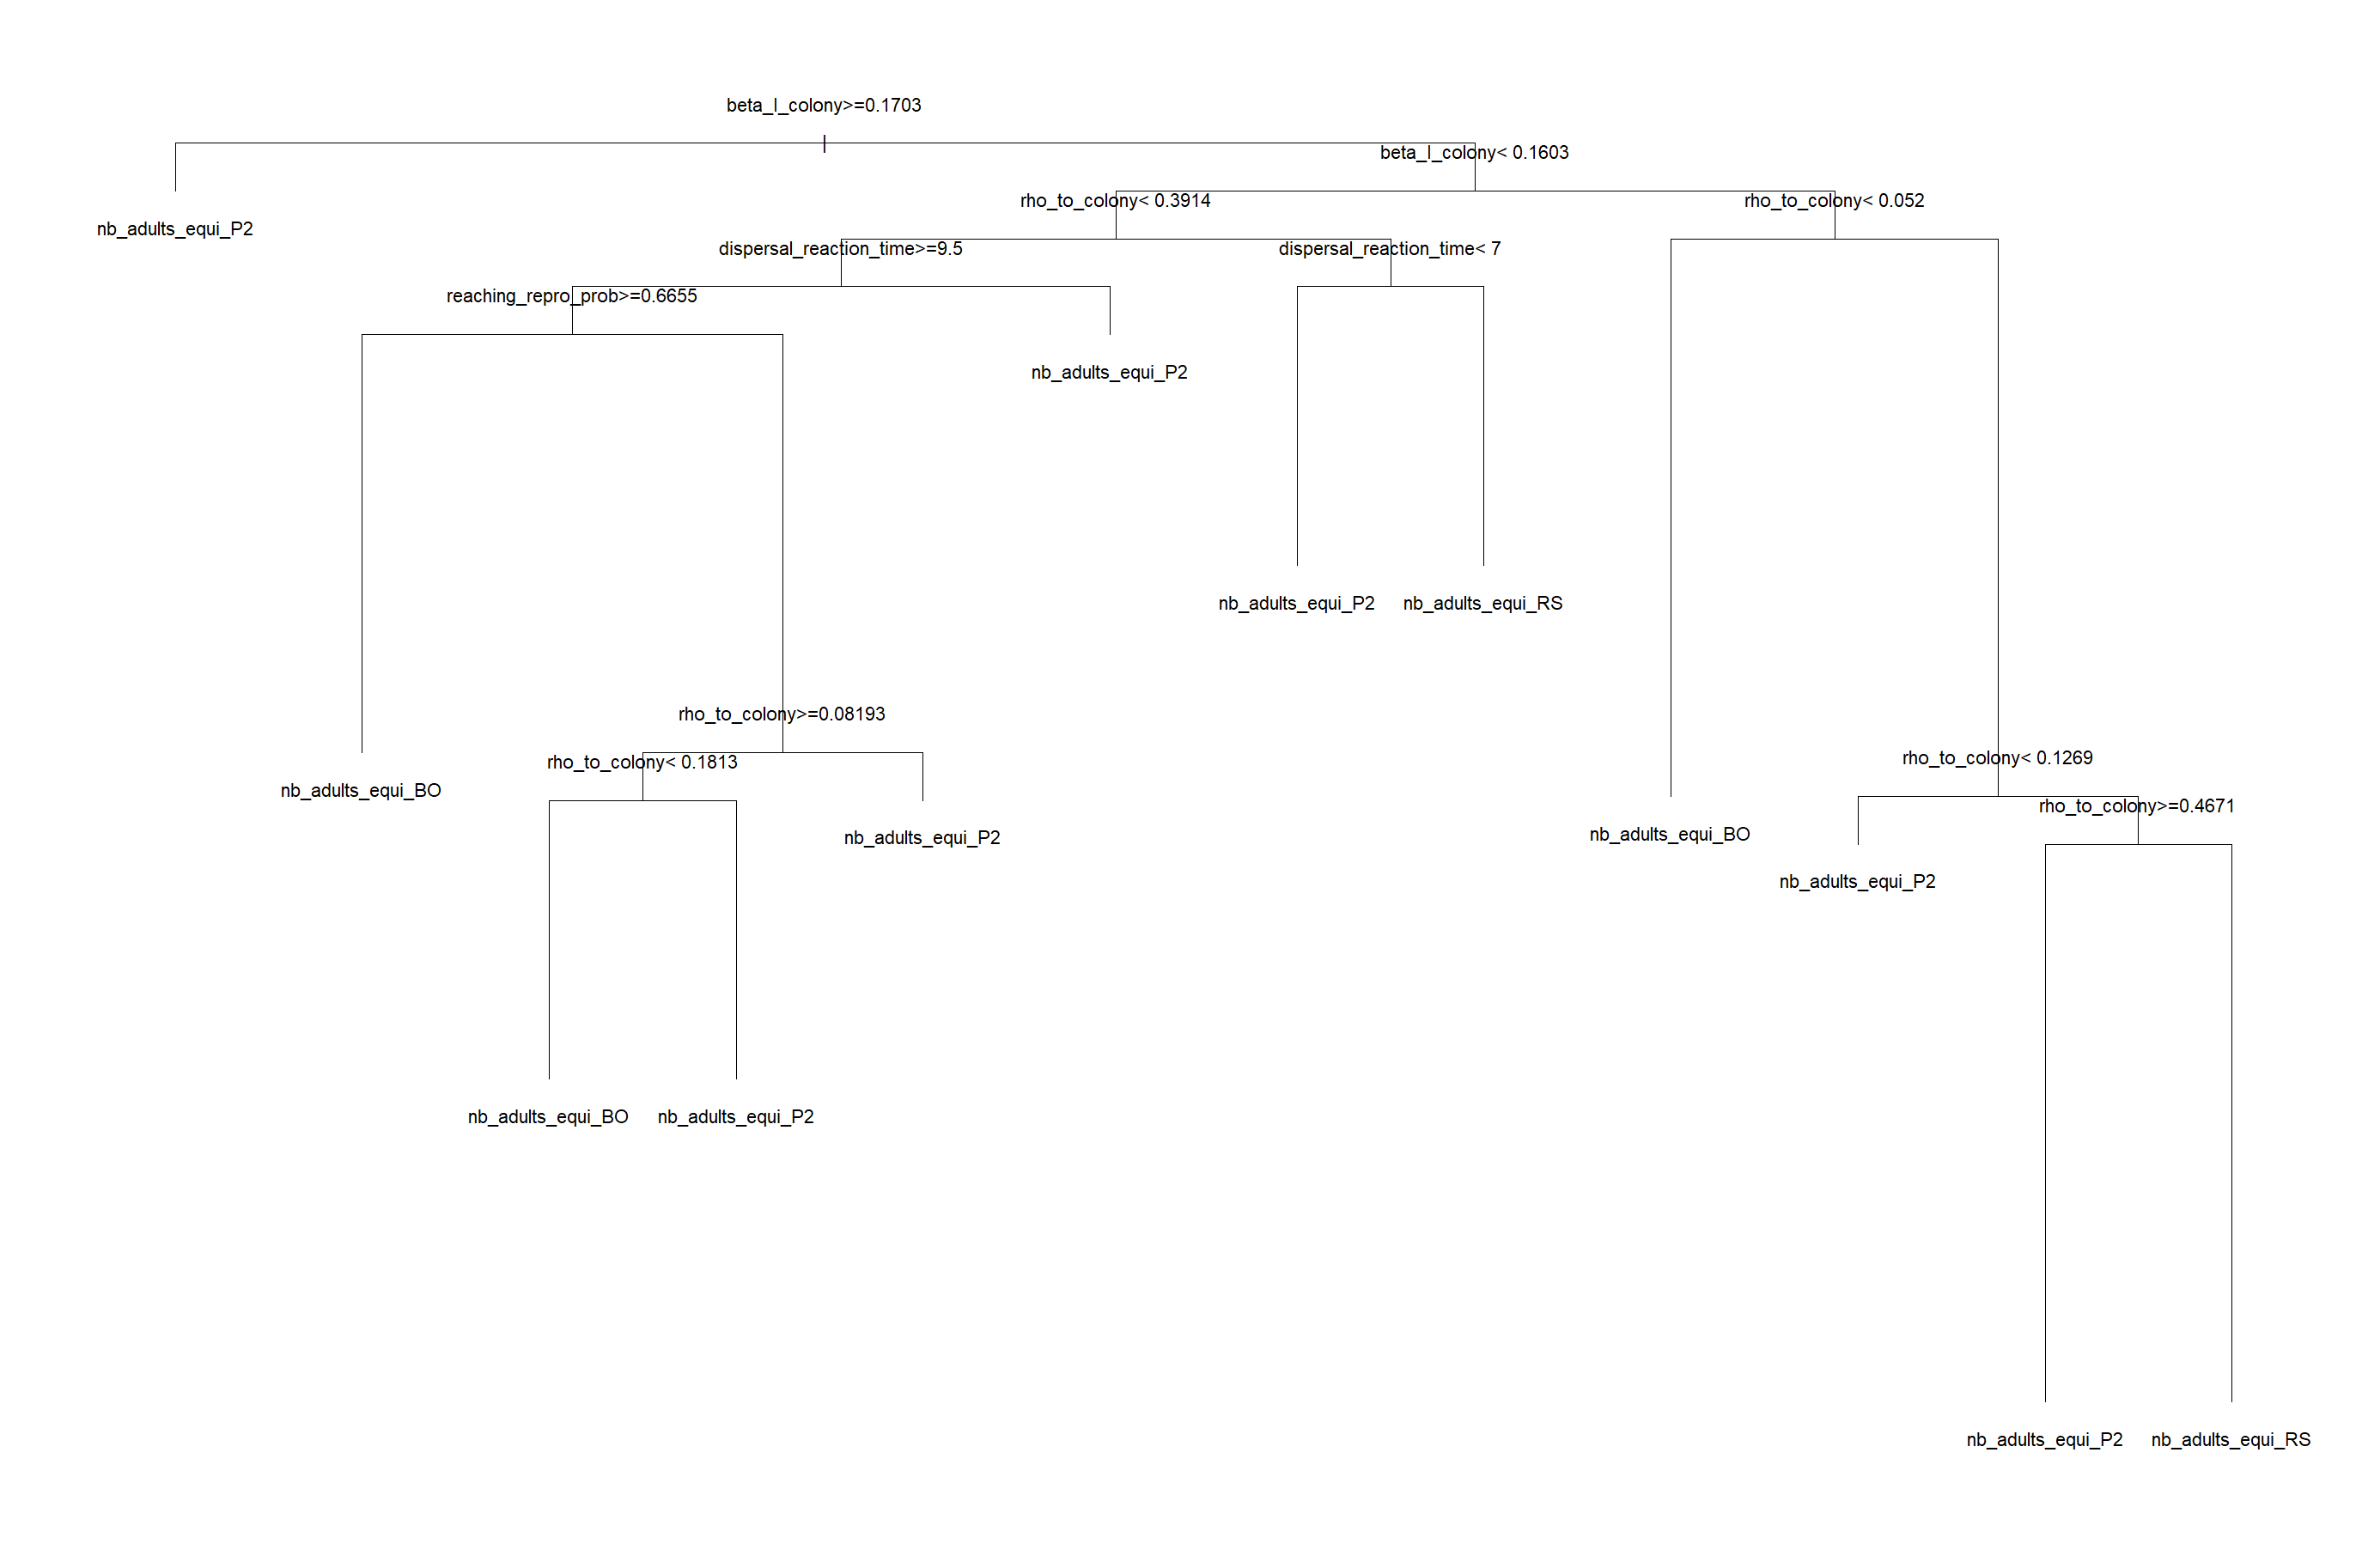 beta_I_colony>=0.1703
beta_I_colony< 0.1603
rho_to_colony< 0.3914
rho_to_colony< 0.052
nb_adults_equi_P2
dispersal_reaction_time>=9.5
dispersal_reaction_time< 7
reaching_repro_prob>=0.6655
nb_adults_equi_P2
nb_adults_equi_P2
nb_adults_equi_RS
rho_to_colony>=0.08193
rho_to_colony< 0.1269
rho_to_colony< 0.1813
nb_adults_equi_BO
rho_to_colony>=0.4671
nb_adults_equi_P2
nb_adults_equi_BO
nb_adults_equi_P2
nb_adults_equi_BO
nb_adults_equi_P2
nb_adults_equi_P2
nb_adults_equi_RS